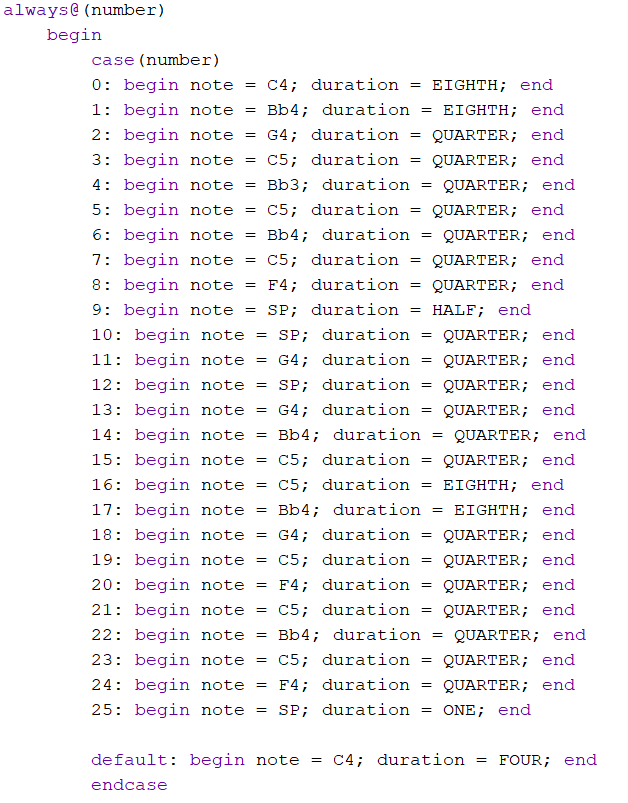 always@(number)
begin
case(number)
0: begin note = C4; duration = EIGHTH; end
1: begin note = Bb4; duration = EIGHTH; end
2: begin note = G4; duration = QUARTER; end
3: begin note = C5; duration = QUARTER; end
4: begin note = Bb3; duration = QUARTER; end
5: begin note = C5; duration = QUARTER; end
6: begin note = Bb4; duration = QUARTER; end
7: begin note = C5; duration = QUARTER; end
8: begin note = F4; duration = QUARTER; end
9: begin note = SP; duration = HALF; end
10: begin note = SP; duration = QUARTER; end
11: begin note = G4; duration = QUARTER; end
12: begin note = SP; duration = QUARTER; end
13: begin note = G4; duration = QUARTER; end
14: begin note = Bb4; duration = QUARTER; end
15: begin note = C5; duration = QUARTER; end
16: begin note = C5; duration = EIGHTH; end
17: begin note = Bb4; duration = EIGHTH; end
18: begin note = G4; duration = QUARTER; end
19: begin note = C5; duration = QUARTER; end
20: begin note = F4; duration = QUARTER; end
21: begin note = C5; duration = QUARTER; end
22: begin note = Bb4; duration = QUARTER; end
23: begin note = C5; duration = QUARTER; end
24: begin note = F4; duration = QUARTER; end
25: begin note = SP; duration = ONE; end
default: begin note = C4; duration = FOUR; end
endcase